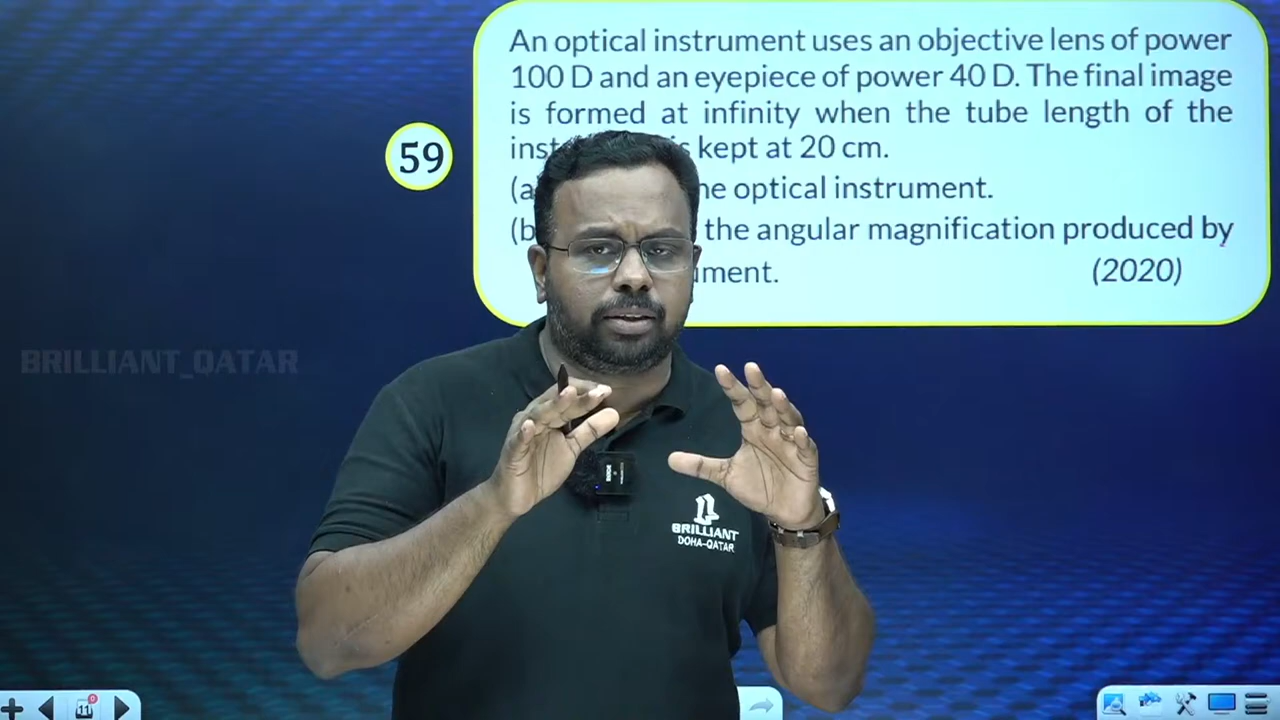 An optical instrument uses an objective lens of power
100 D and an eyepiece of power 40 D. The final image
is formed at infinity when the tube length of the
kept at 20 cm.
59
optical instrument.
the angular magnification produced by
(2020)
BRILLIANT_QATAR
BRILLIANT
DOHA-QATAR
11